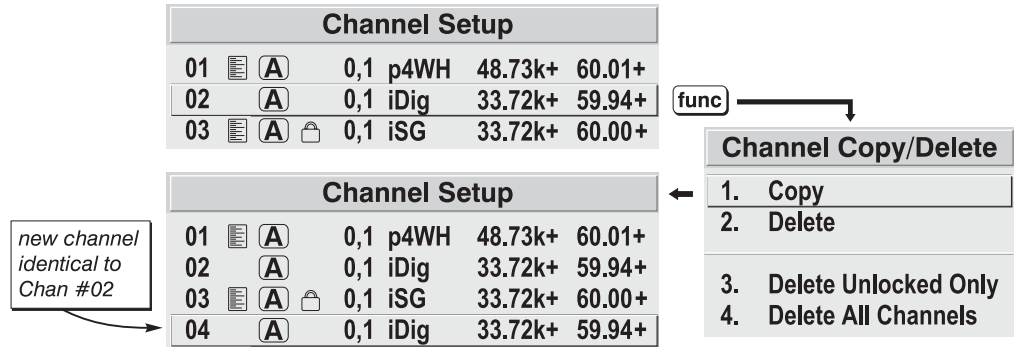 Channel Setup
01 A 0,1 p4WH 48.73k+ 60.01+
02 A 0,1 iDig 33.72k+ 59.94+
03 A 0,1 iSG 33.72k+ 60.00+
func
Channel Copy/Delete
1. Copy
2. Delete
3. Delete Unlocked Only
4. Delete All Channels
Channel Setup
01 A 0,1 p4WH 48.73k+ 60.01+
02 A 0,1 iDig 33.72k+ 59.94+
03 A 0,1 iSG 33.72k+ 60.00+
04 A 0,1 iDig 33.72k+ 59.94+
new channel
identical to
Chan #02